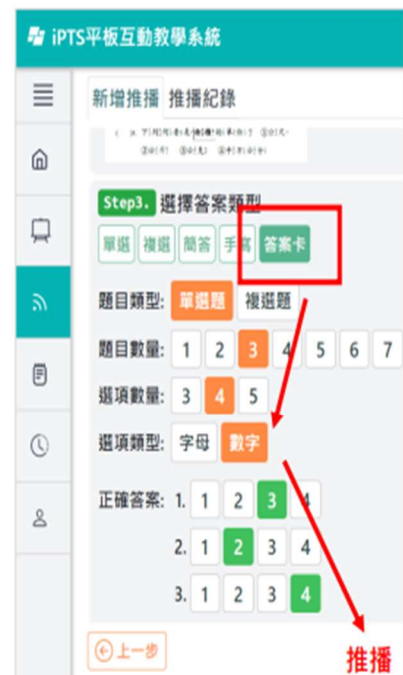 iPTS平板互動教學系統
新增推播 推播紀錄
Step3. 選擇答案類型
單選 複選 簡答 手寫 答案卡
題目類型: 單選題 複選題
題目數量: 1 2 3 4 5 6 7
選項數量: 3 4 5
選項類型: 字母 數字
正確答案: 1. 1 2 3 4
2. 1 2 3 4
3. 1 2 3 4
上一步
推播